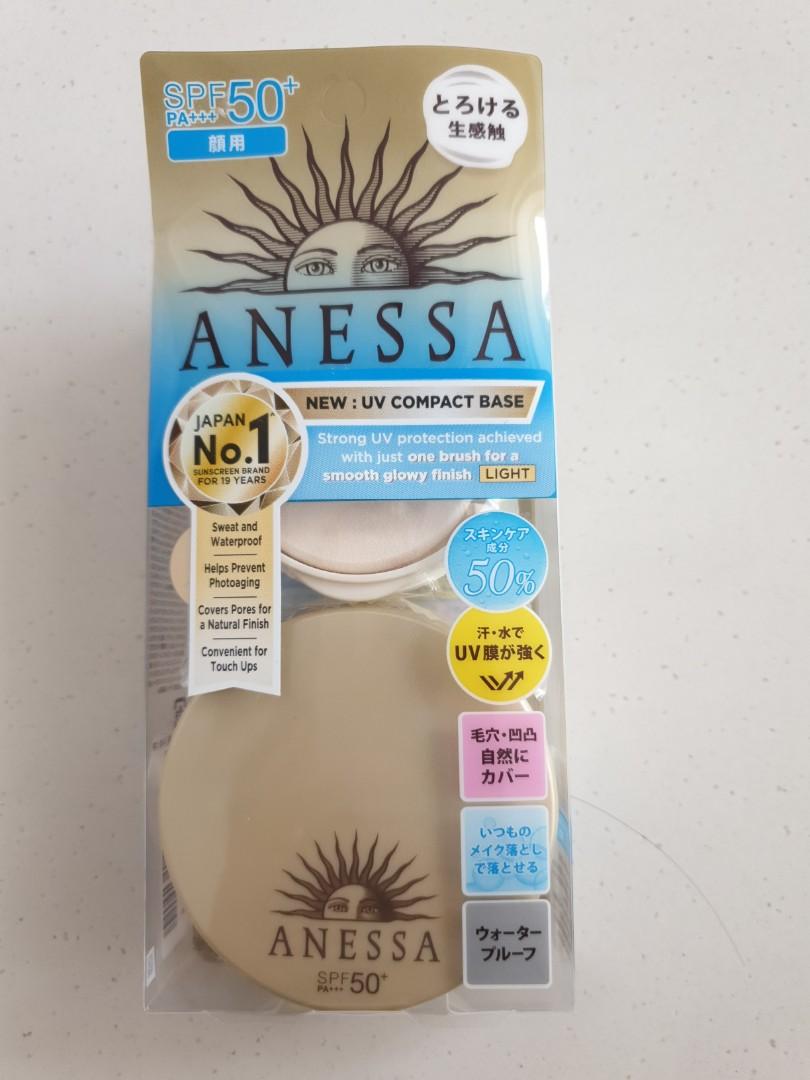 SPF50+
PA+++
顔用
とろける
生感触
ANESSA
NEW : UV COMPACT BASE
JAPAN
No.1^
SUNSCREEN BRAND
FOR 19 YEARS
Strong UV protection achieved
with just one brush for a
smooth glowy finish LIGHT
Sweat and
Waterproof
Helps Prevent
Photoaging
Covers Pores for
a Natural Finish
Convenient for
Touch Ups
スキンケア
成分
50%
汗・水で
UV膜が強く
毛穴・凹凸
自然に
カバー
いつもの
メイク落とし
で落とせる
ウォーター
プルーフ
ANESSA
SPF50+
PA+++